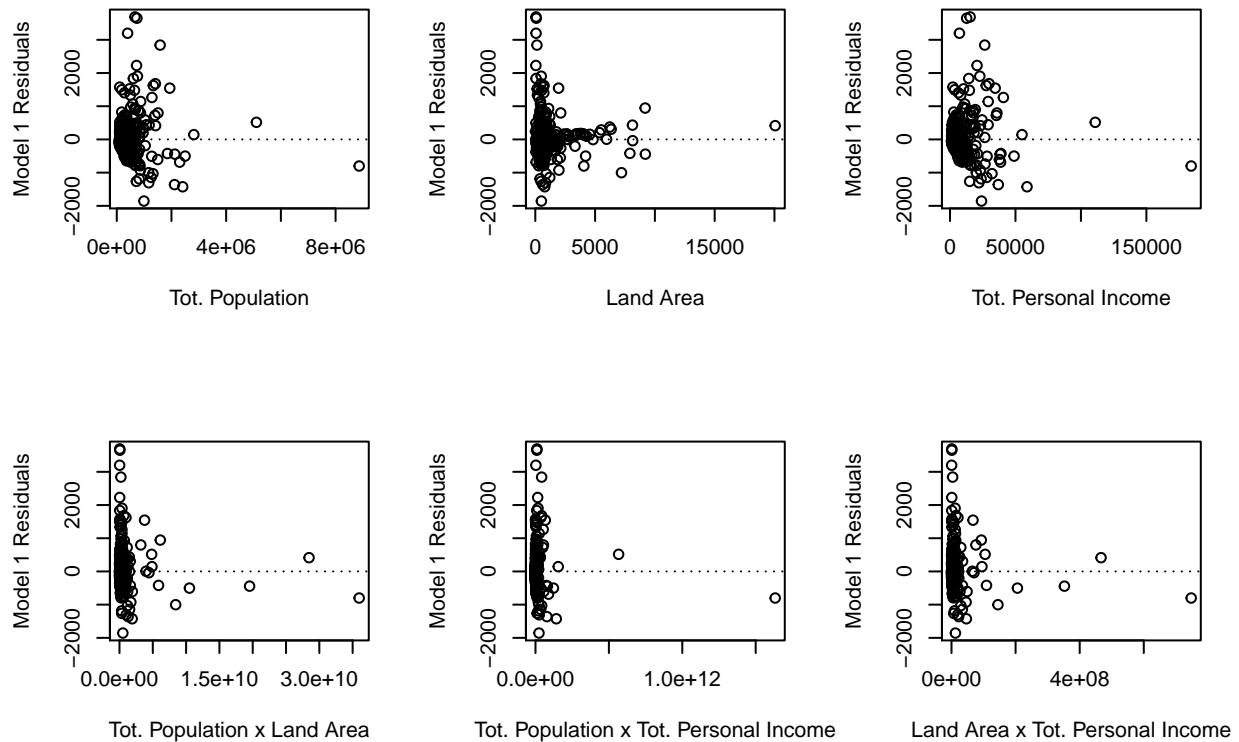 Model 1 Residuals
−2000 0 2000
0e+00 4e+06 8e+06
Tot. Population
Model 1 Residuals
−2000 0 2000
0 5000 15000
Land Area
Model 1 Residuals
−2000 0 2000
0 50000 150000
Tot. Personal Income
Model 1 Residuals
−2000 0 2000
0.0e+00 1.5e+10 3.0e+10
Tot. Population x Land Area
Model 1 Residuals
−2000 0 2000
0.0e+00 1.0e+12
Tot. Population x Tot. Personal Income
Model 1 Residuals
−2000 0 2000
0e+00 4e+08
Land Area x Tot. Personal Income